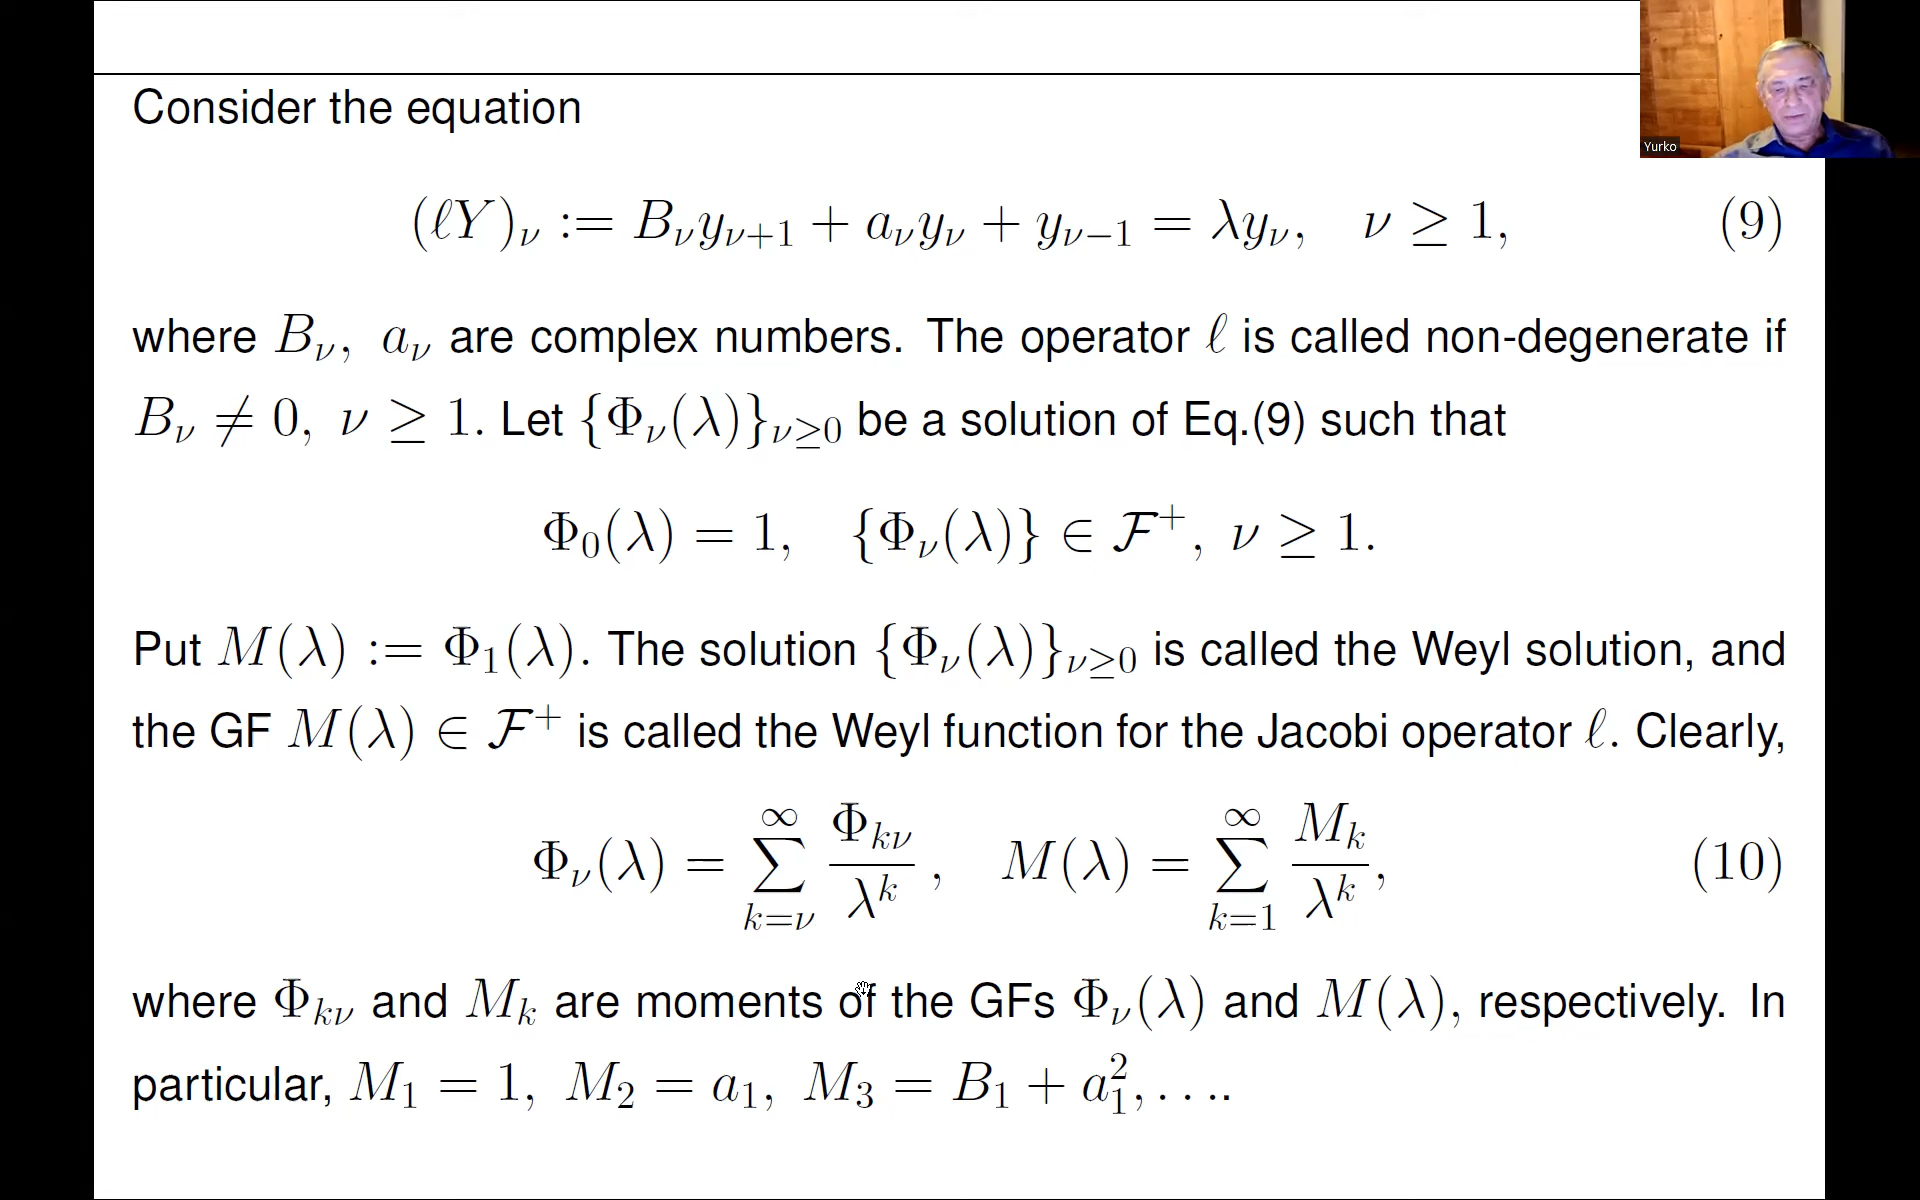 Yurko
Consider the equation
(ℓY)_ν := B_ν y_{ν+1} + a_ν y_ν + y_{ν−1} = λy_ν, ν ≥ 1, (9)
where B_ν, a_ν are complex numbers. The operator ℓ is called non-degenerate if
B_ν ≠ 0, ν ≥ 1. Let {Φ_ν(λ)}_{ν≥0} be a solution of Eq.(9) such that
Φ_0(λ) = 1, {Φ_ν(λ)} ∈ ℱ^+, ν ≥ 1.
Put M(λ) := Φ_1(λ). The solution {Φ_ν(λ)}_{ν≥0} is called the Weyl solution, and
the GF M(λ) ∈ ℱ^+ is called the Weyl function for the Jacobi operator ℓ. Clearly,
Φ_ν(λ) = ∑_{k=ν}^{∞} Φ_{kν}/λ^k , M(λ) = ∑_{k=1}^{∞} M_k/λ^k, (10)
where Φ_{kν} and M_k are moments of the GFs Φ_ν(λ) and M(λ), respectively. In
particular, M_1 = 1, M_2 = a_1, M_3 = B_1 + a_1^2, . . ..